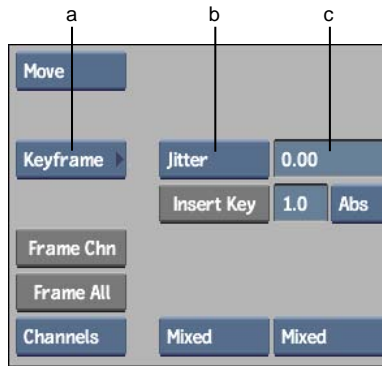 a b c
Move
Keyframe Jitter 0.00
Insert Key 1.0 Abs
Frame Chn
Frame All
Channels Mixed Mixed